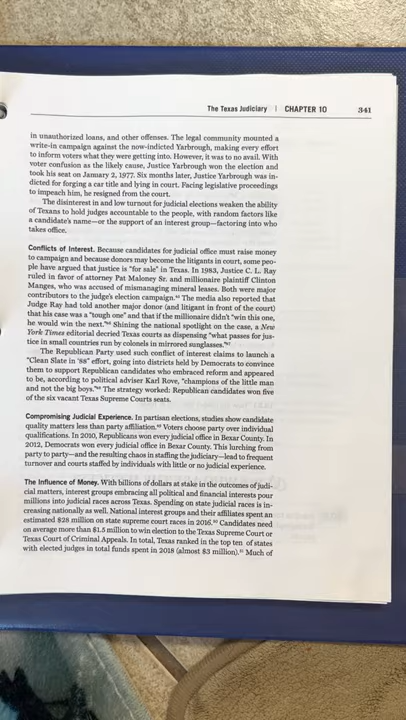 The Texas Judiciary | CHAPTER 10 341
in unauthorized loans, and other offenses. The legal community mounted a
write-in campaign against the now-indicted Yarbrough, making every effort
to inform voters what they were getting into. However, it was to no avail. With
voter confusion as the likely cause, Justice Yarbrough won the election and
took his seat on January 2, 1977. Six months later, Justice Yarbrough was in-
dicted for forging a car title and lying in court. Facing legislative proceedings
to impeach him, he resigned from the court.
The disinterest in and low turnout for judicial elections weaken the ability
of Texans to hold judges accountable to the people, with random factors like
a candidate's name—or the support of an interest group—factoring into who
takes office.
Conflicts of Interest. Because candidates for judicial office must raise money
to campaign and because donors may become the litigants in court, some peo-
ple have argued that justice is "for sale" in Texas. In 1983, Justice C. L. Ray
ruled in favor of attorney Pat Maloney Sr. and millionaire plaintiff Clinton
Manges, who was accused of mismanaging mineral leases. Both were major
contributors to the judge's election campaign. The media also reported that
Judge Ray had told another major donor (and litigant in front of the court)
that his case was a "tough one" and that if the millionaire didn't "win this one,
he would win the next." Shining the national spotlight on the case, a New
York Times editorial decried Texas courts as dispensing "what passes for jus-
tice in small countries run by colonels in mirrored sunglasses."
The Republican Party used such conflict of interest claims to launch a
"Clean Slate in '88" effort, going into districts held by Democrats to convince
them to support Republican candidates who embraced reform and appeared
to be, according to political adviser Karl Rove, "champions of the little man
and not the big boys." The strategy worked: Republican candidates won five
of the six vacant Texas Supreme Courts seats.
Compromising Judicial Experience. In partisan elections, studies show candidate
quality matters less than party affiliation. Voters choose party over individual
qualifications. In 2010, Republicans won every judicial office in Bexar County. In
2012, Democrats won every office in Bexar County. This lurching from
party to party—and the resulting chaos in staffing the judiciary—lead to frequent
turnover and courts staffed by individuals with little or no judicial experience.
The Influence of Money. With billions of dollars at stake in the outcomes of judi-
cial matters, interest groups embracing all political and financial interests pour
millions into judicial races across Texas. Spending on state judicial races is in-
creasing nationally as well. National interest groups and their affiliates spent an
estimated $28 million on state supreme court races in 2016. Candidates need
on average more than $1.5 million to win election to the Texas Supreme Court or
Texas Court of Criminal Appeals. In total, Texas ranked in the top ten of states
with elected judges in total funds spent in 2018 (almost $3 million). Much of